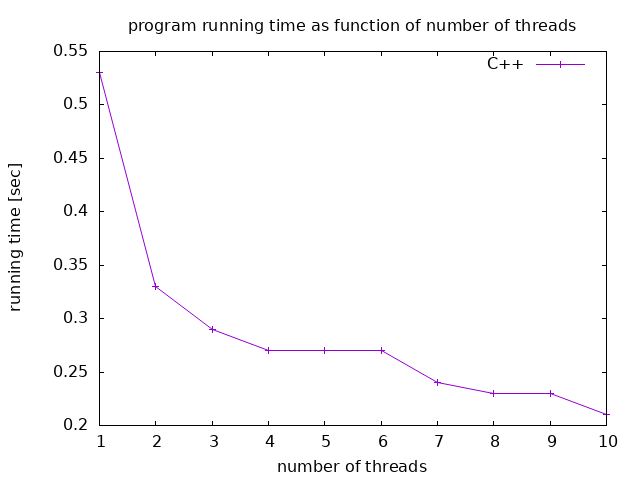 program running time as function of number of threads
C++
0.55
0.5
0.45
0.4
0.35
0.3
0.25
0.2
running time [sec]
1 2 3 4 5 6 7 8 9 10
number of threads